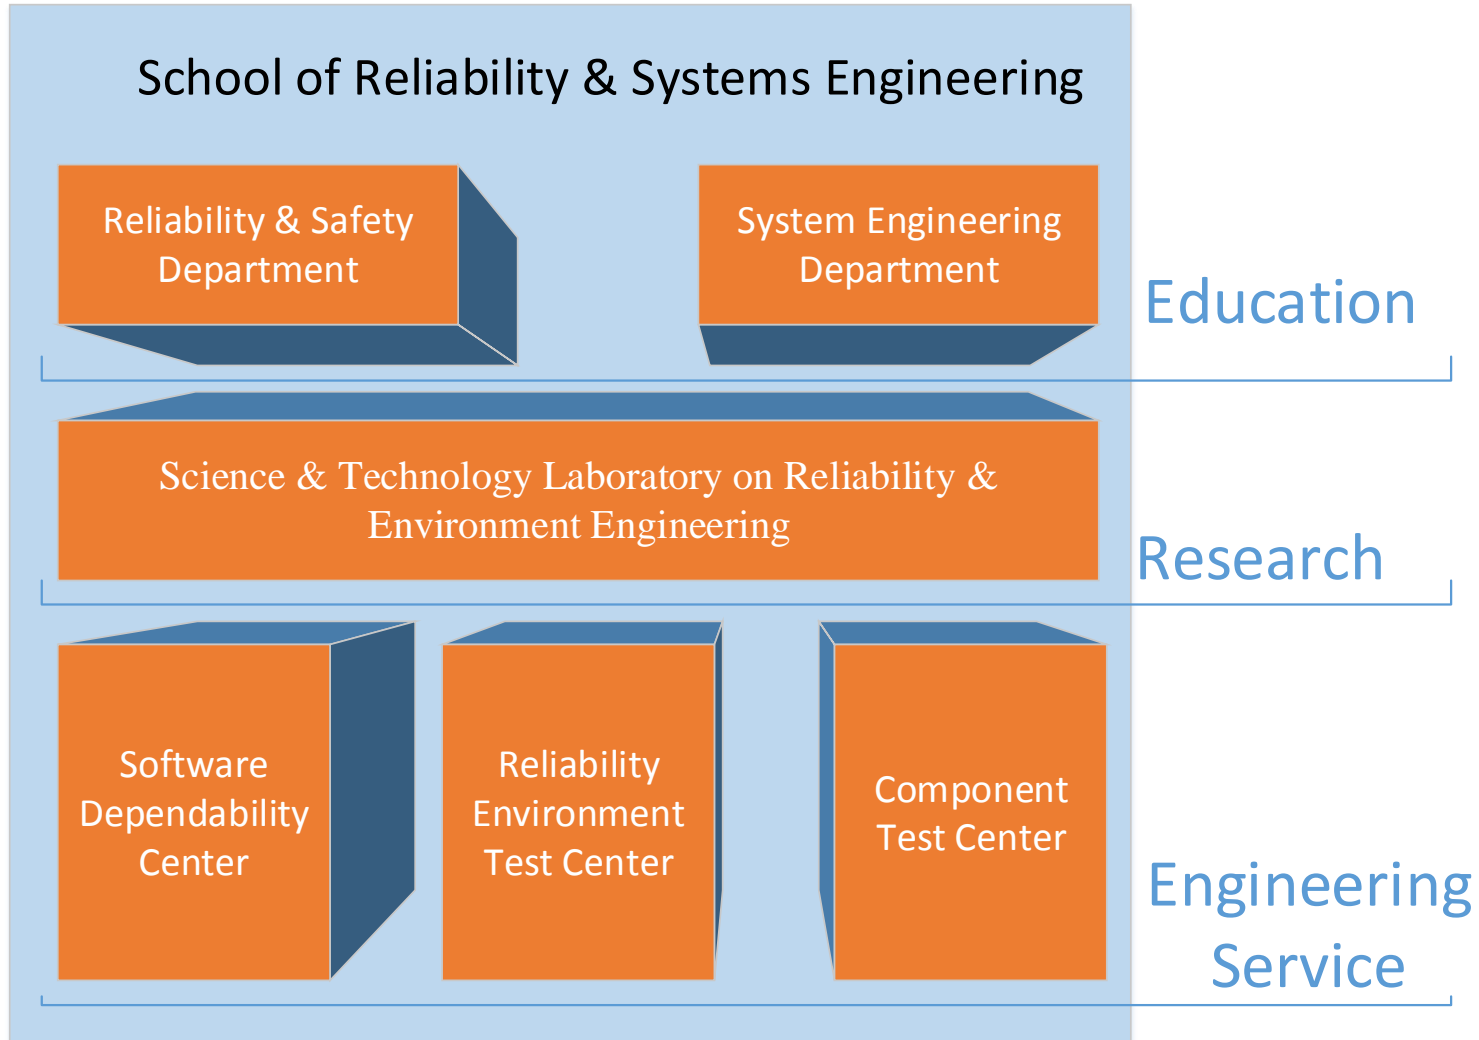 School of Reliability & Systems Engineering
Reliability & Safety
Department
System Engineering
Department
Education
Science & Technology Laboratory on Reliability &
Environment Engineering
Research
Software
Dependability
Center
Reliability
Environment
Test Center
Component
Test Center
Engineering
Service